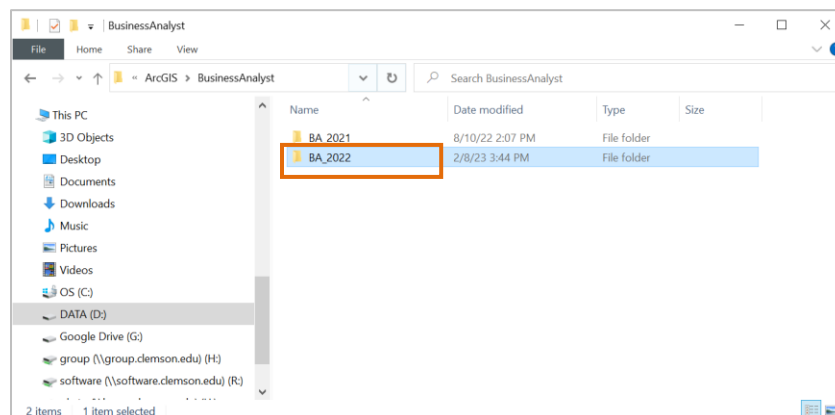 BusinessAnalyst
File Home Share View
« ArcGIS > BusinessAnalyst
Search BusinessAnalyst
Name Date modified Type Size
This PC
3D Objects
Desktop
Documents
Downloads
Music
Pictures
Videos
OS (C:)
DATA (D:)
Google Drive (G:)
group (\\group.clemson.edu) (H:)
software (\\software.clemson.edu) (R:)
BA_2021 8/10/22 2:07 PM File folder
BA_2022 2/8/23 3:44 PM File folder
2 items 1 item selected